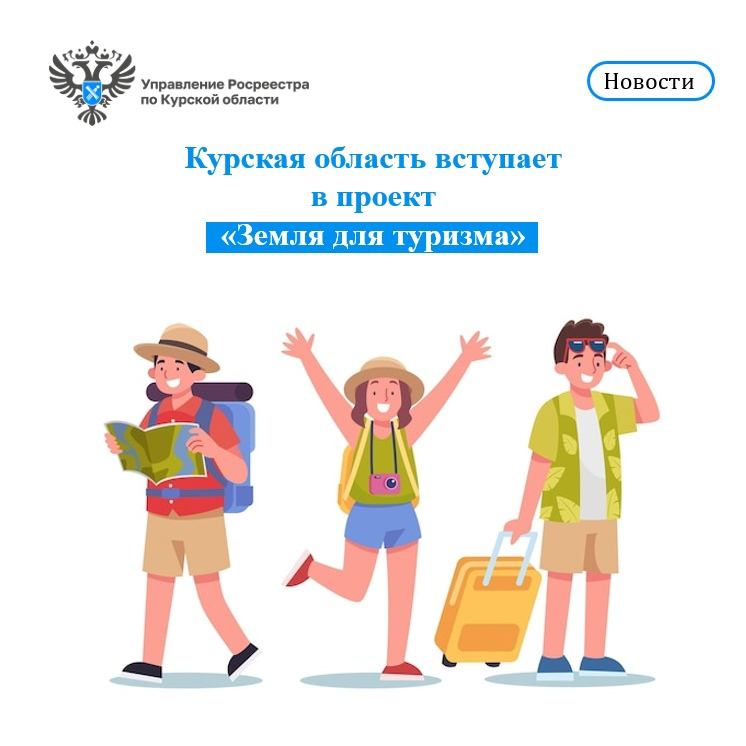 Управление Росреестра
по Курской области
Новости
Курская область вступает
в проект
«Земля для туризма»